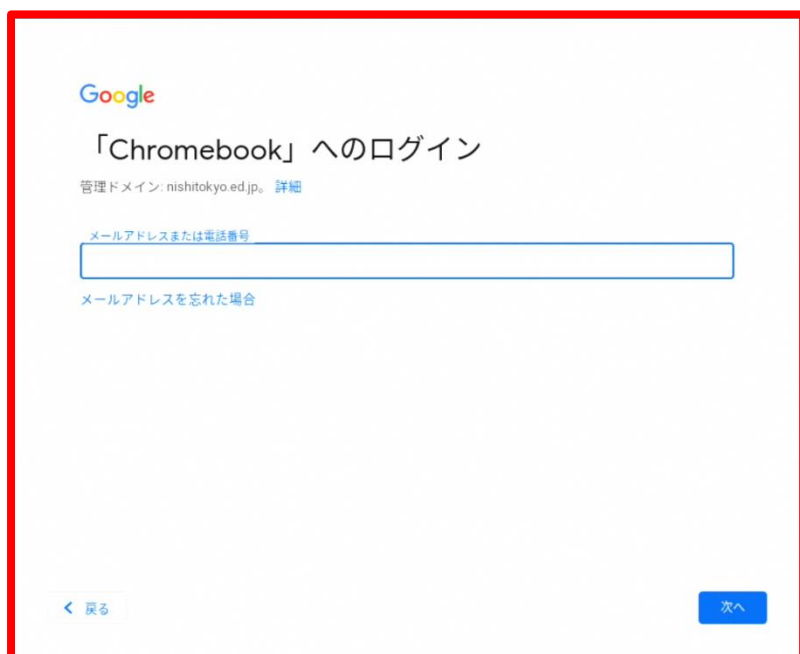 Google
「Chromebook」へのログイン
管理ドメイン: nishitokyo.ed.jp。 詳細
メールアドレスまたは電話番号
メールアドレスを忘れた場合
戻る
次へ